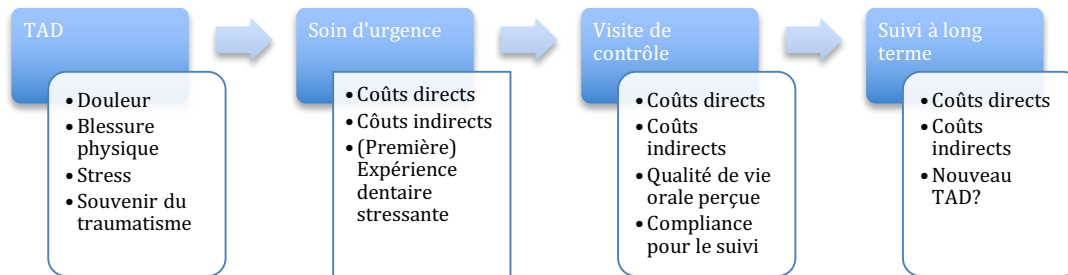 TAD
• Douleur
• Blessure
physique
• Stress
• Souvenir du
traumatisme
Soin d'urgence
• Coûts directs
• Côuts indirects
• (Première)
Expérience
dentaire
stressante
Visite de
contrôle
• Coûts directs
• Coûts
indirects
• Qualité de vie
orale perçue
• Compliance
pour le suivi
Suivi à long
terme
• Coûts directs
• Coûts
indirects
• Nouveau
TAD?